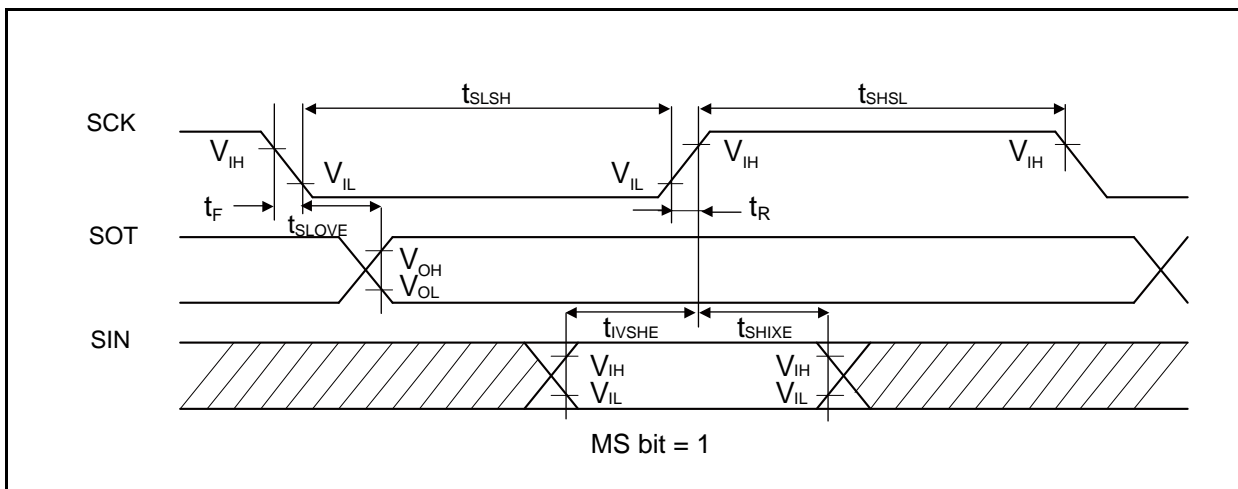 tSLSH
tSHSL
SCK
VIH
VIL
VIL
VIH
VIH
tF
tSLOVE
tR
SOT
VOH
VOL
tIVSHE
tSHIXE
SIN
VIH
VIL
VIH
VIL
MS bit = 1